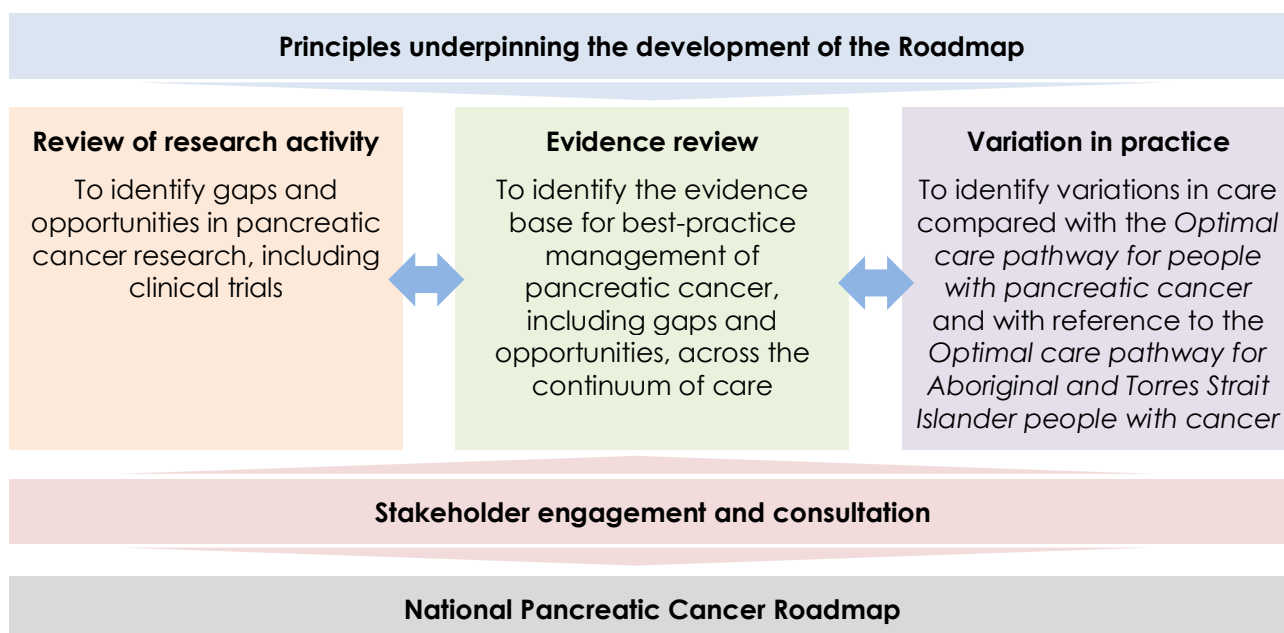 Principles underpinning the development of the Roadmap
Review of research activity
To identify gaps and
opportunities in pancreatic
cancer research, including
clinical trials
Evidence review
To identify the evidence
base for best-practice
management of
pancreatic cancer,
including gaps and
opportunities, across the
continuum of care
Variation in practice
To identify variations in care
compared with the Optimal
care pathway for people
with pancreatic cancer
and with reference to the
Optimal care pathway for
Aboriginal and Torres Strait
Islander people with cancer
Stakeholder engagement and consultation
National Pancreatic Cancer Roadmap